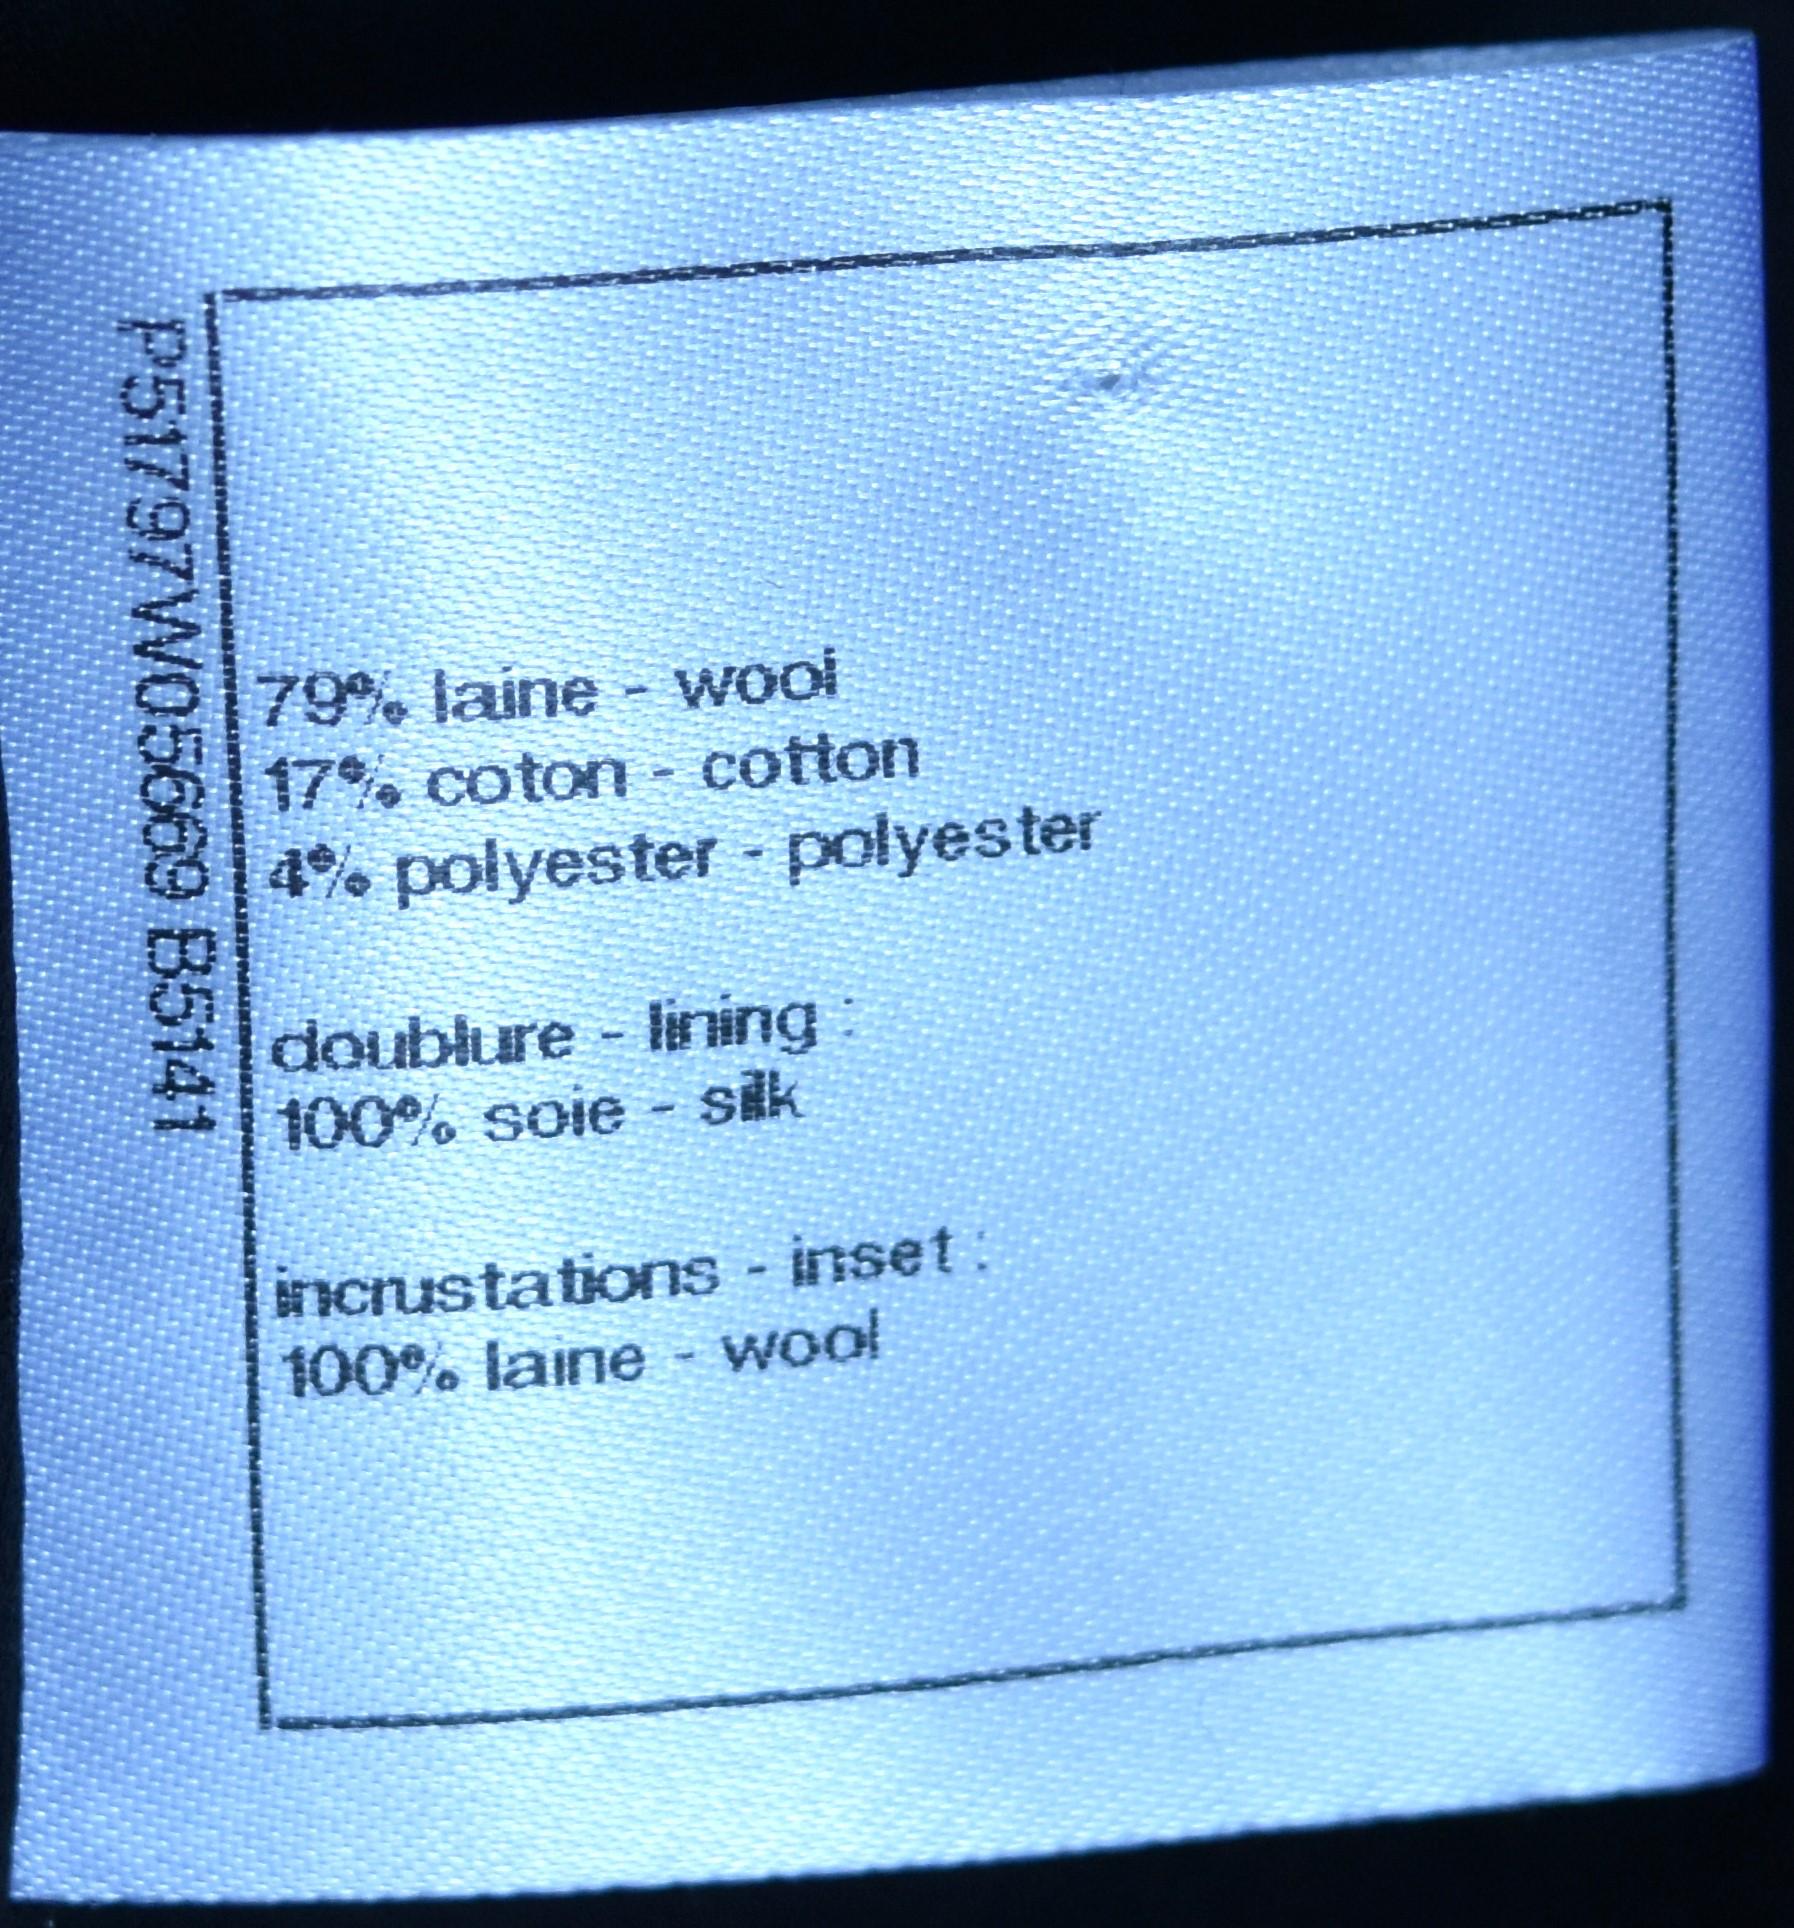 P51797W05669 B5141
79% laine - wool
17% coton - cotton
4% polyester - polyester
doublure - lining :
100% soie - silk
incrustations - inset :
100% laine - wool